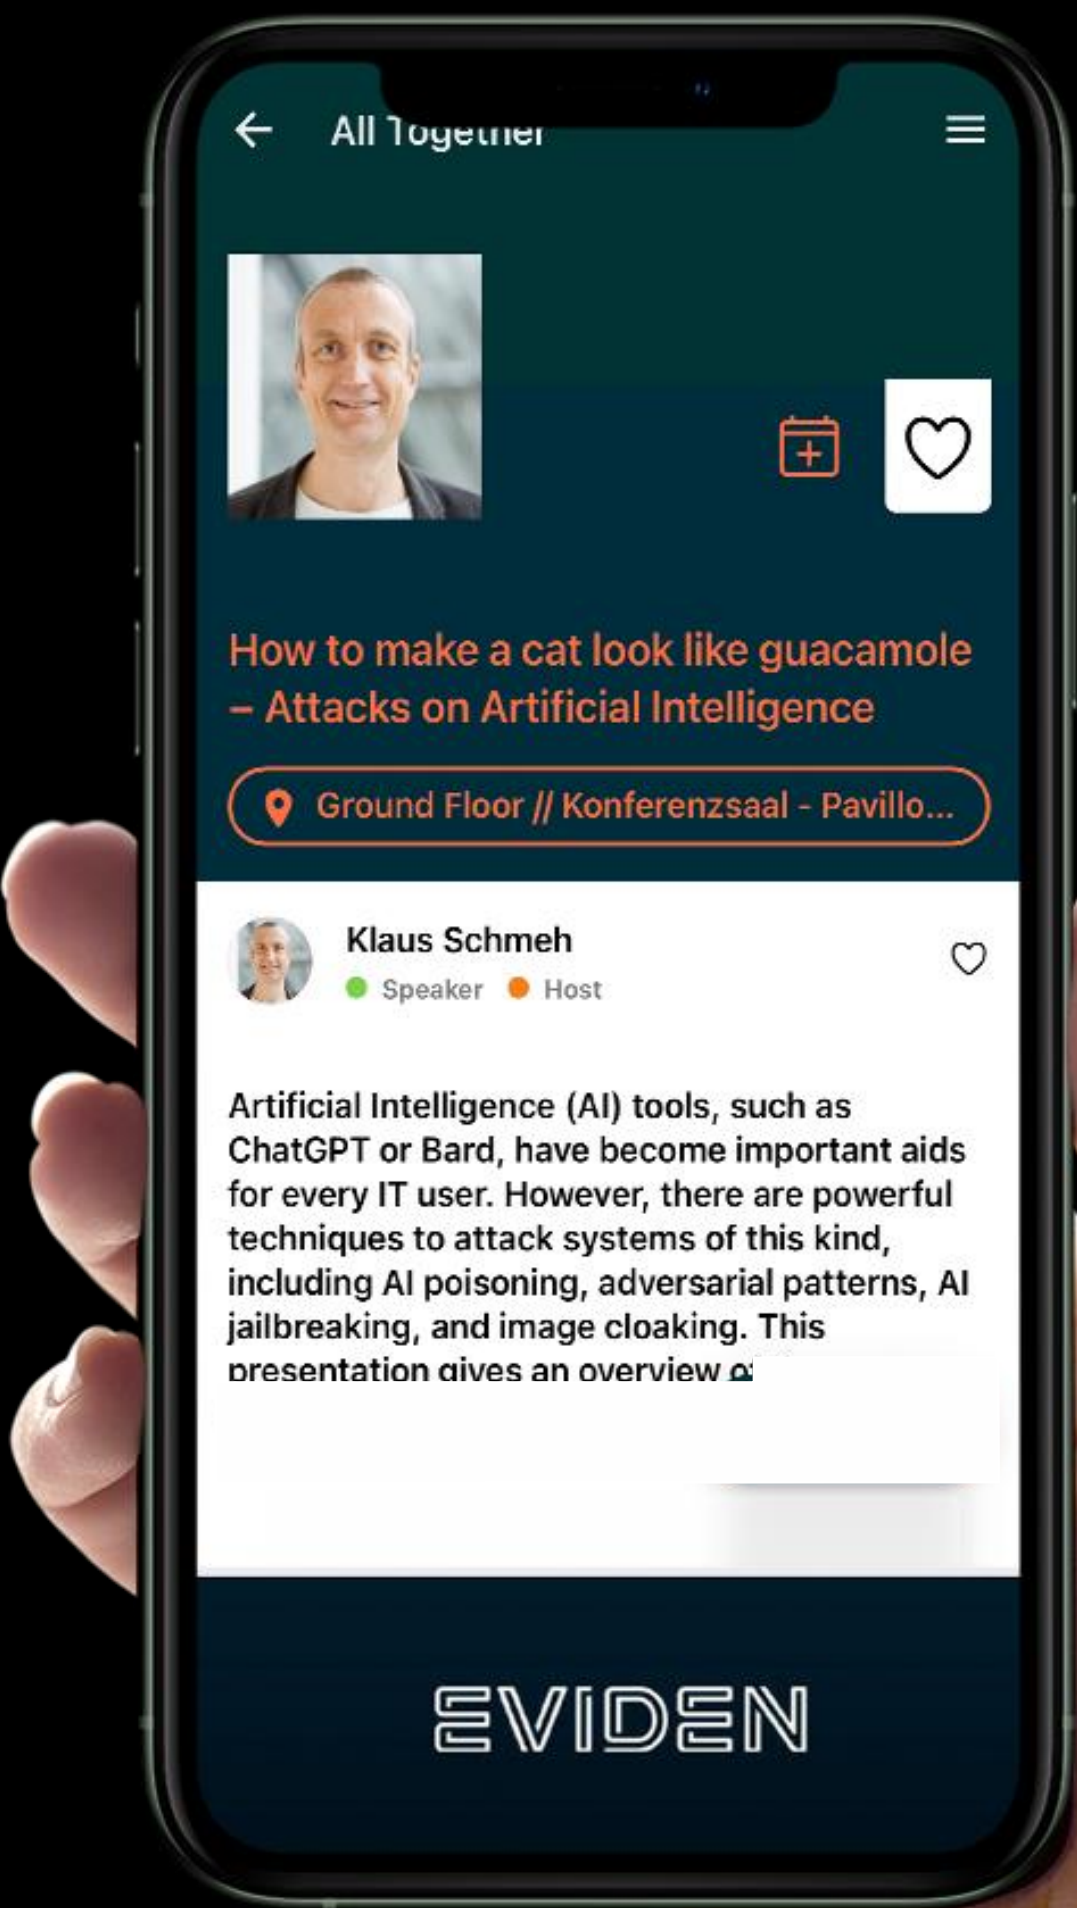 All Together
How to make a cat look like guacamole
– Attacks on Artificial Intelligence
Ground Floor // Konferenzsaal - Pavillo...
Klaus Schmeh
Speaker Host
Artificial Intelligence (AI) tools, such as
ChatGPT or Bard, have become important aids
for every IT user. However, there are powerful
techniques to attack systems of this kind,
including AI poisoning, adversarial patterns, AI
jailbreaking, and image cloaking. This
presentation gives an overview of
EVIDEN